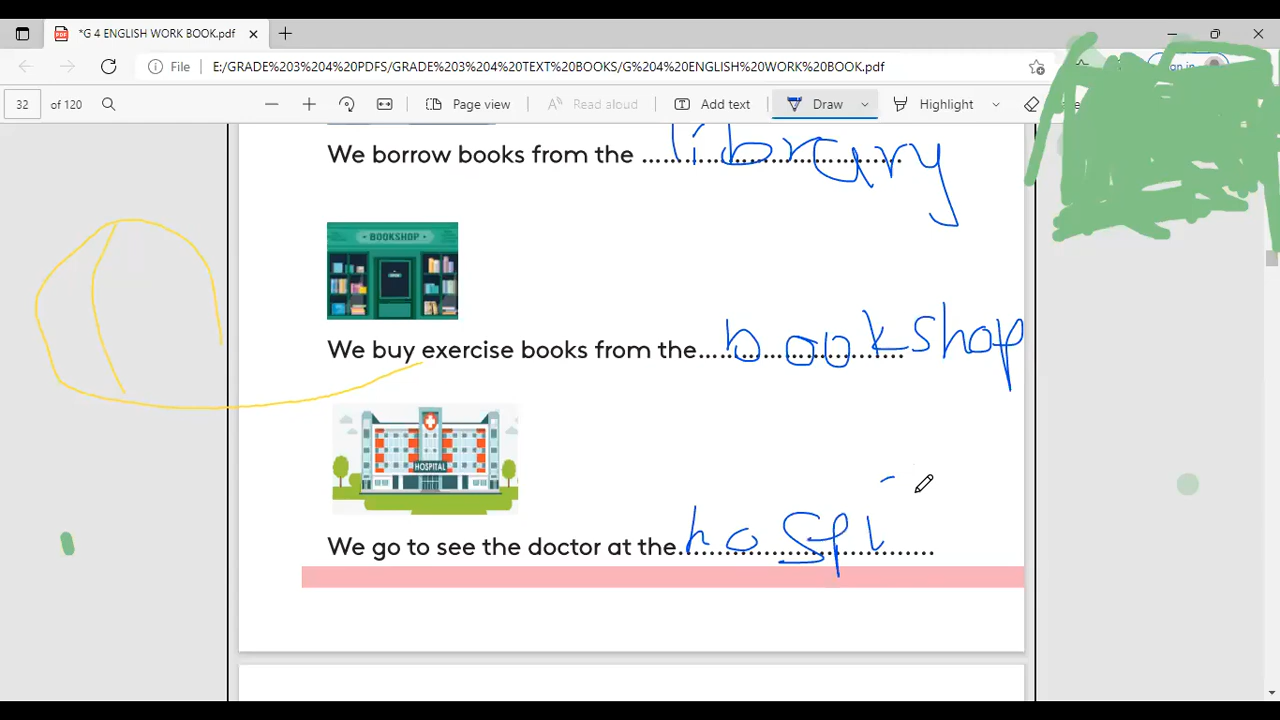 *G 4 ENGLISH WORK BOOK.pdf
File E:/GRADE%203%204%20PDFS/GRADE%204%20TEXT%20BOOKS/G%204%20ENGLISH%20WORK%20BOOK.pdf
32 of 120 Page view Read aloud Add text Draw Highlight
We borrow books from the .................................. library
BOOKSHOP
We buy exercise books from the........................... bookshop
HOSPITAL
We go to see the doctor at the................................. hospi